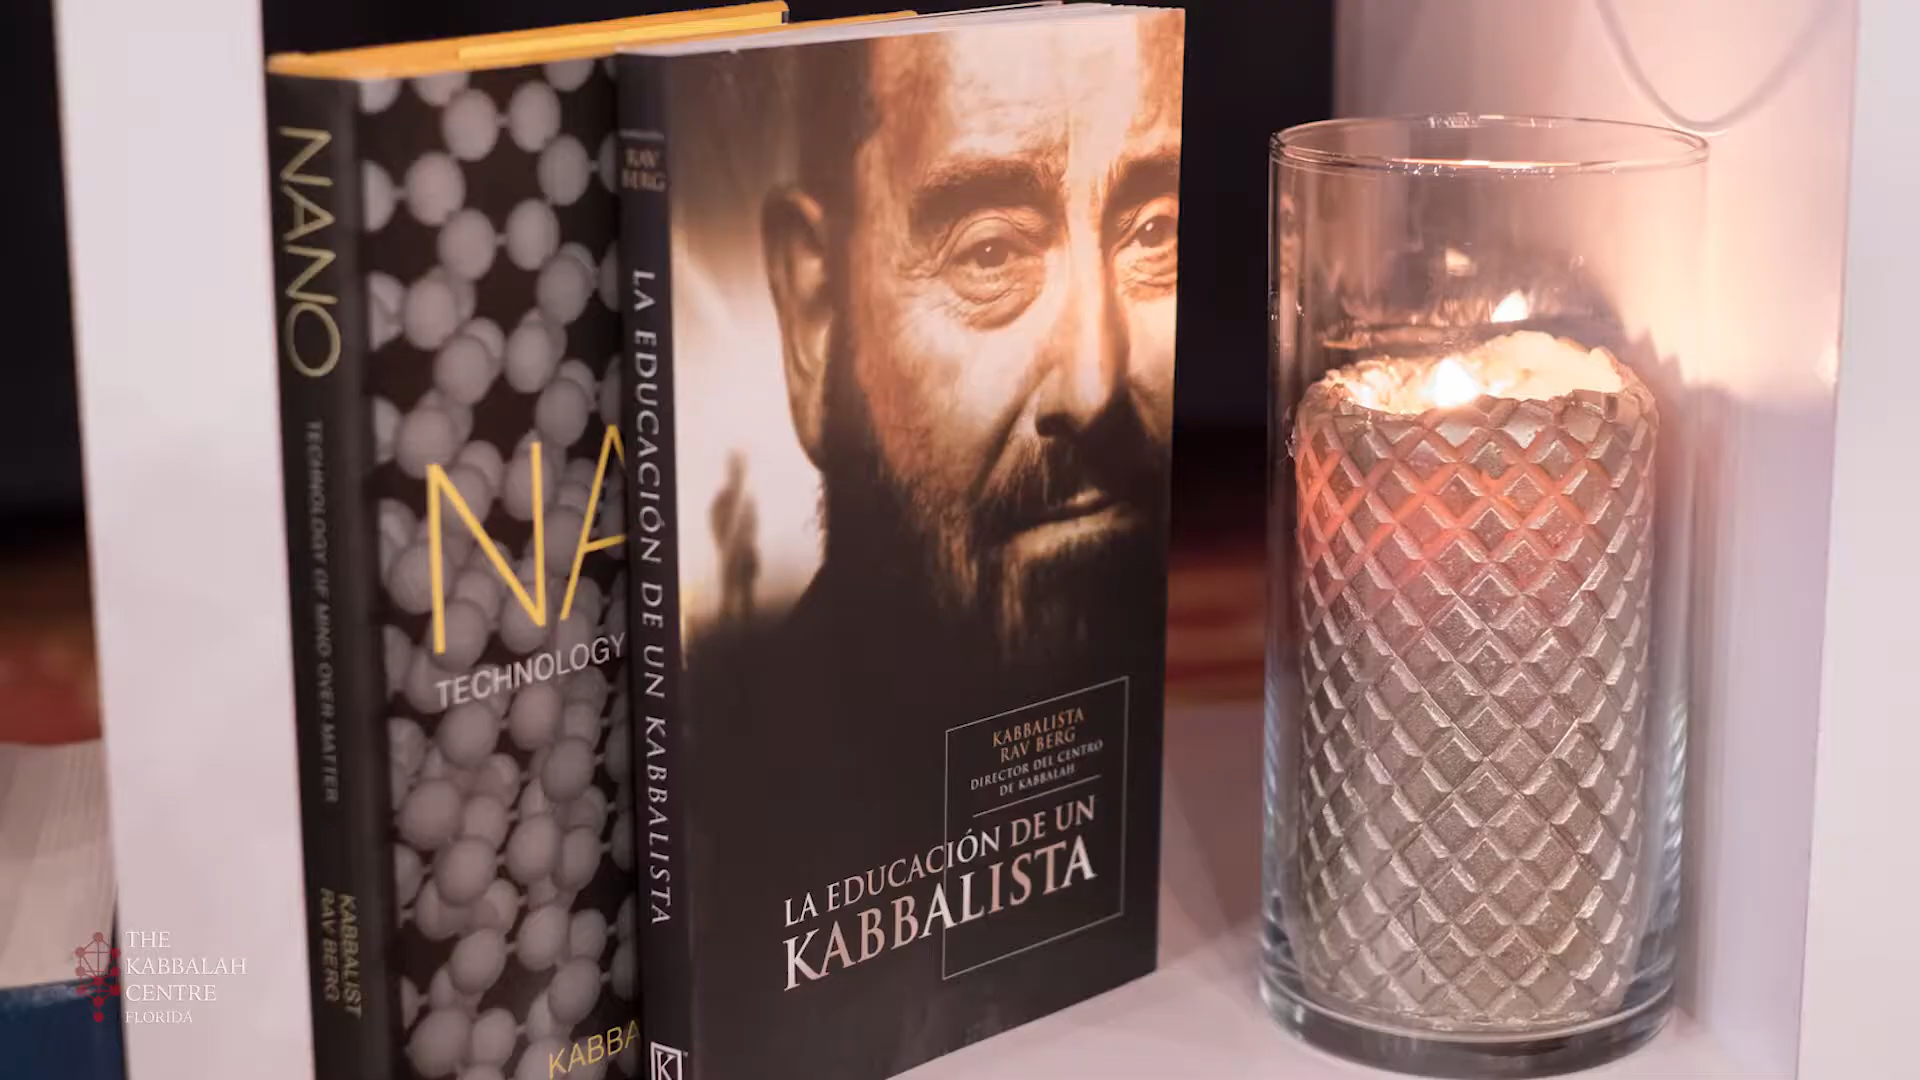 NANO
TECHNOLOGY OF MIND OVER MATTER
KABBALIST
RAV BERG
NA
TECHNOLOGY
KABBA
RAV
BERG
LA EDUCACIÓN DE UN KABBALISTA
K
KABBALISTA
RAV BERG
DIRECTOR DEL CENTRO
DE KABBALAH
LA EDUCACIÓN DE UN
KABBALISTA
THE
KABBALAH
CENTRE
FLORIDA